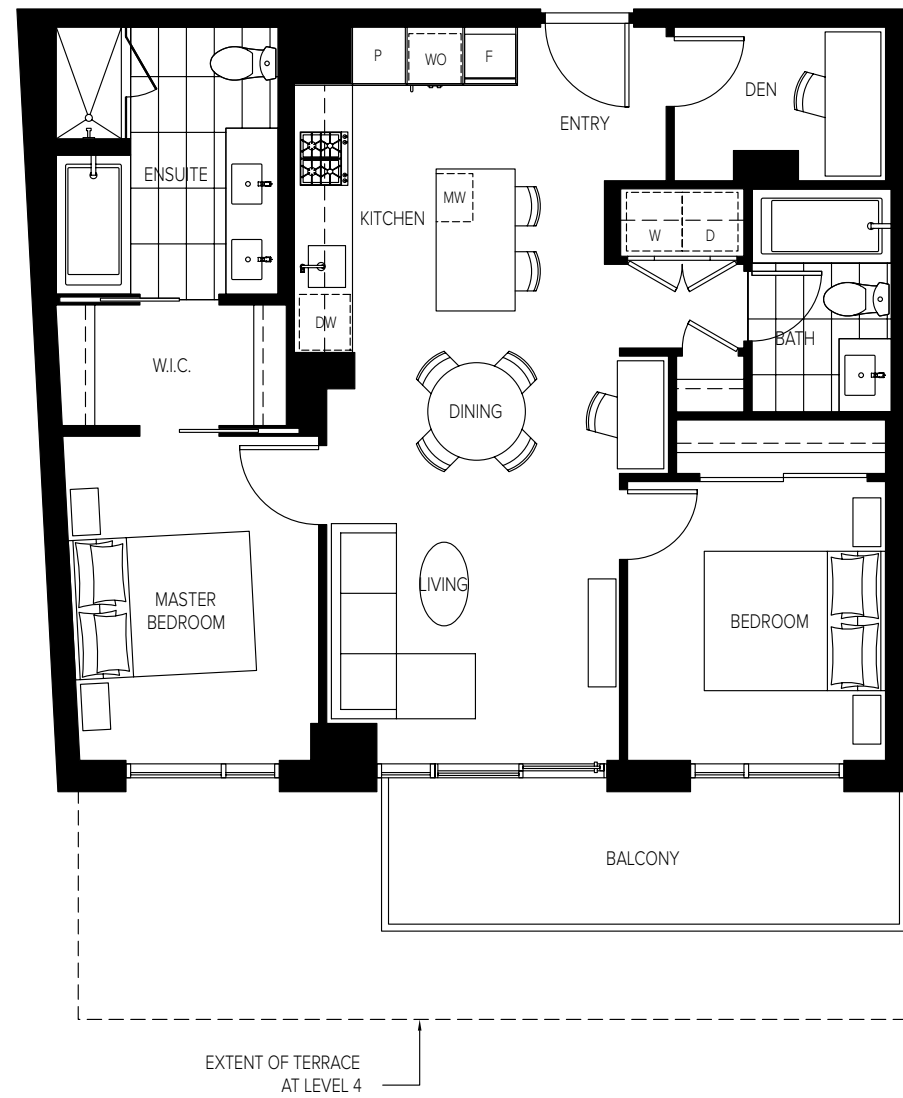 P
WO
F
DEN
ENTRY
ENSUITE
MW
KITCHEN
W
D
DW
BATH
W.I.C.
DINING
LIVING
MASTER
BEDROOM
BEDROOM
BALCONY
EXTENT OF TERRACE
AT LEVEL 4